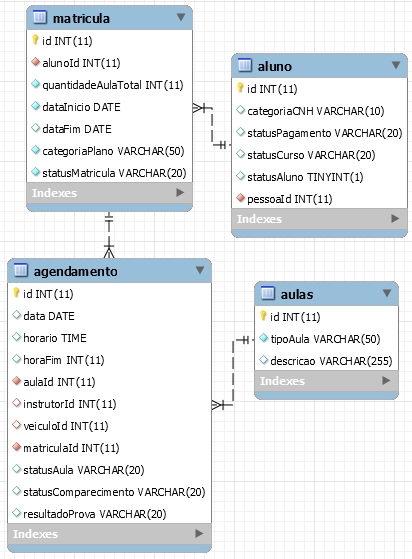 matricula
id INT(11)
alunoId INT(11)
quantidadeAulaTotal INT(11)
dataInicio DATE
dataFim DATE
categoriaPlano VARCHAR(50)
statusMatricula VARCHAR(20)
Indexes
aluno
id INT(11)
categoriaCNH VARCHAR(10)
statusPagamento VARCHAR(20)
statusCurso VARCHAR(20)
statusAluno TINYINT(1)
pessoaId INT(11)
Indexes
agendamento
id INT(11)
data DATE
horario TIME
horaFim INT(11)
aulaId INT(11)
instrutorId INT(11)
veiculoId INT(11)
matriculaId INT(11)
statusAula VARCHAR(20)
statusComparecimento VARCHAR(20)
resultadoProva VARCHAR(20)
Indexes
aulas
id INT(11)
tipoAula VARCHAR(50)
descricao VARCHAR(255)
Indexes